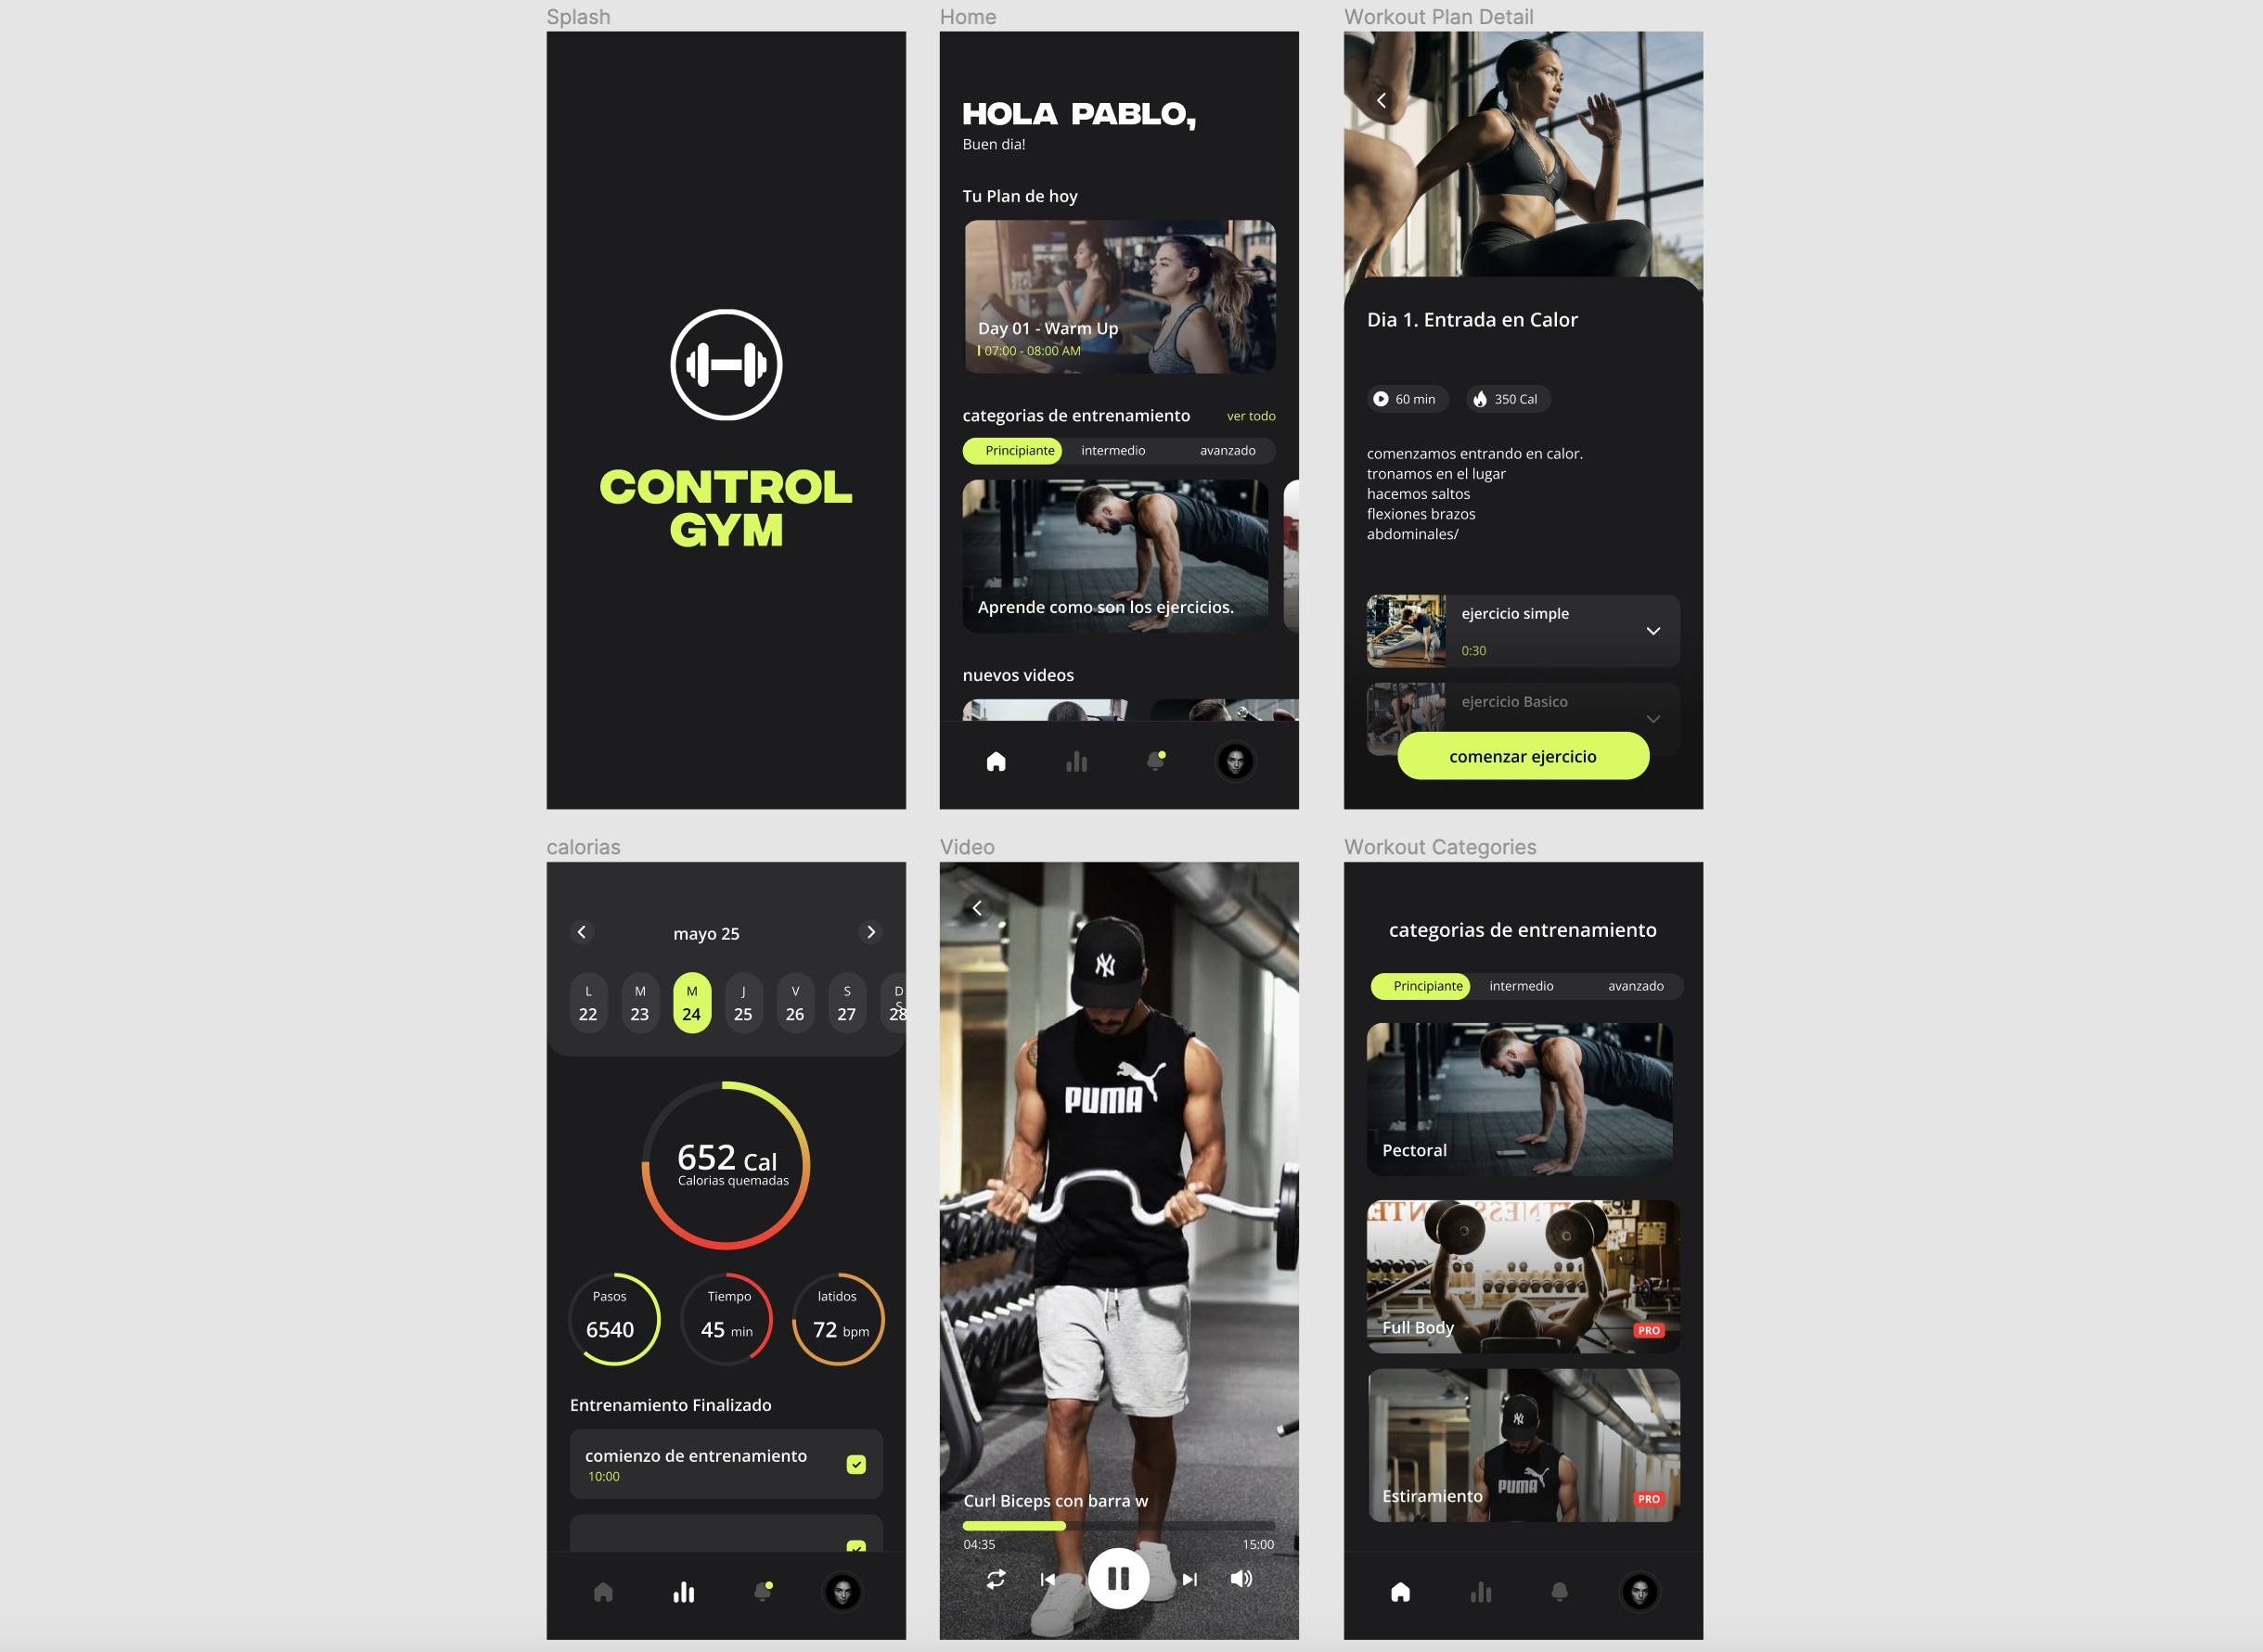 Splash
CONTROL
GYM
Home
HOLA PABLO,
Buen dia!
Tu Plan de hoy
Day 01 - Warm Up
07:00 - 08:00 AM
categorias de entrenamiento
ver todo
Principiante
intermedio
avanzado
Aprende como son los ejercicios.
nuevos videos
Workout Plan Detail
Dia 1. Entrada en Calor
60 min
350 Cal
comenzamos entrando en calor.
tronamos en el lugar
hacemos saltos
flexiones brazos
abdominales/
ejercicio simple
0:30
ejercicio Basico
comenzar ejercicio
calorias
mayo 25
L M M J V S D
S
22 23 24 25 26 27 28
652 Cal
Calorias quemadas
Pasos
6540
Tiempo
45 min
latidos
72 bpm
Entrenamiento Finalizado
comienzo de entrenamiento
10:00
Video
NY
PUMA
Curl Biceps con barra w
04:35
15:00
Workout Categories
categorias de entrenamiento
Principiante
intermedio
avanzado
Pectoral
Full Body
PRO
NY
PUMA
Estiramiento
PRO